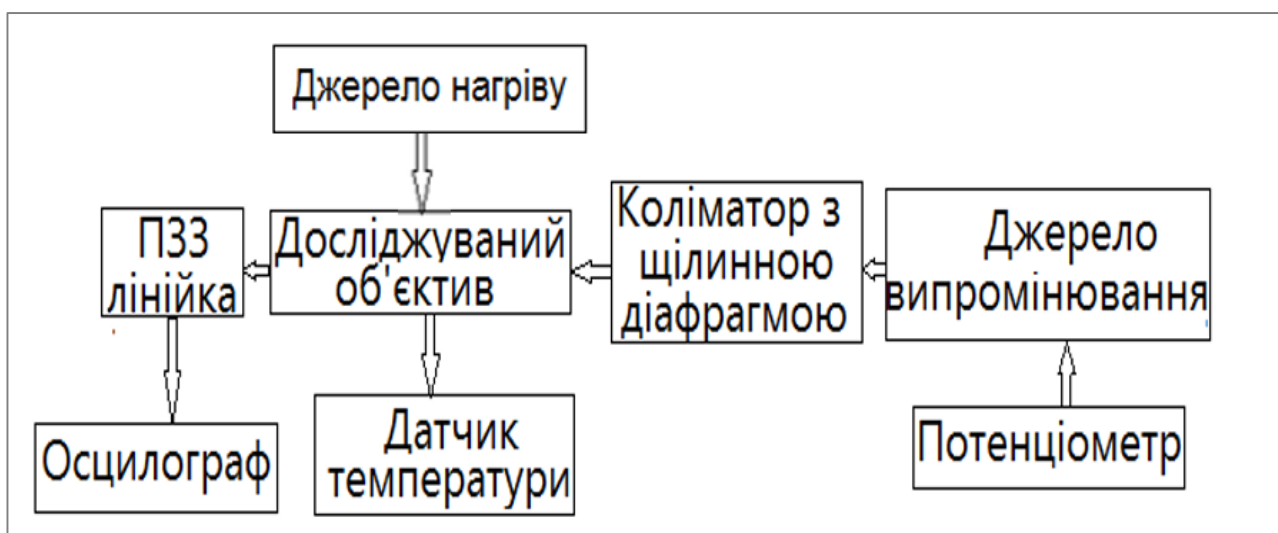 Джерело нагріву
ПЗЗ
лінійка
Досліджуваний
об'єктив
Коліматор з
щілинною
діафрагмою
Джерело
випромінювання
Осцилограф
Датчик
температури
Потенціометр